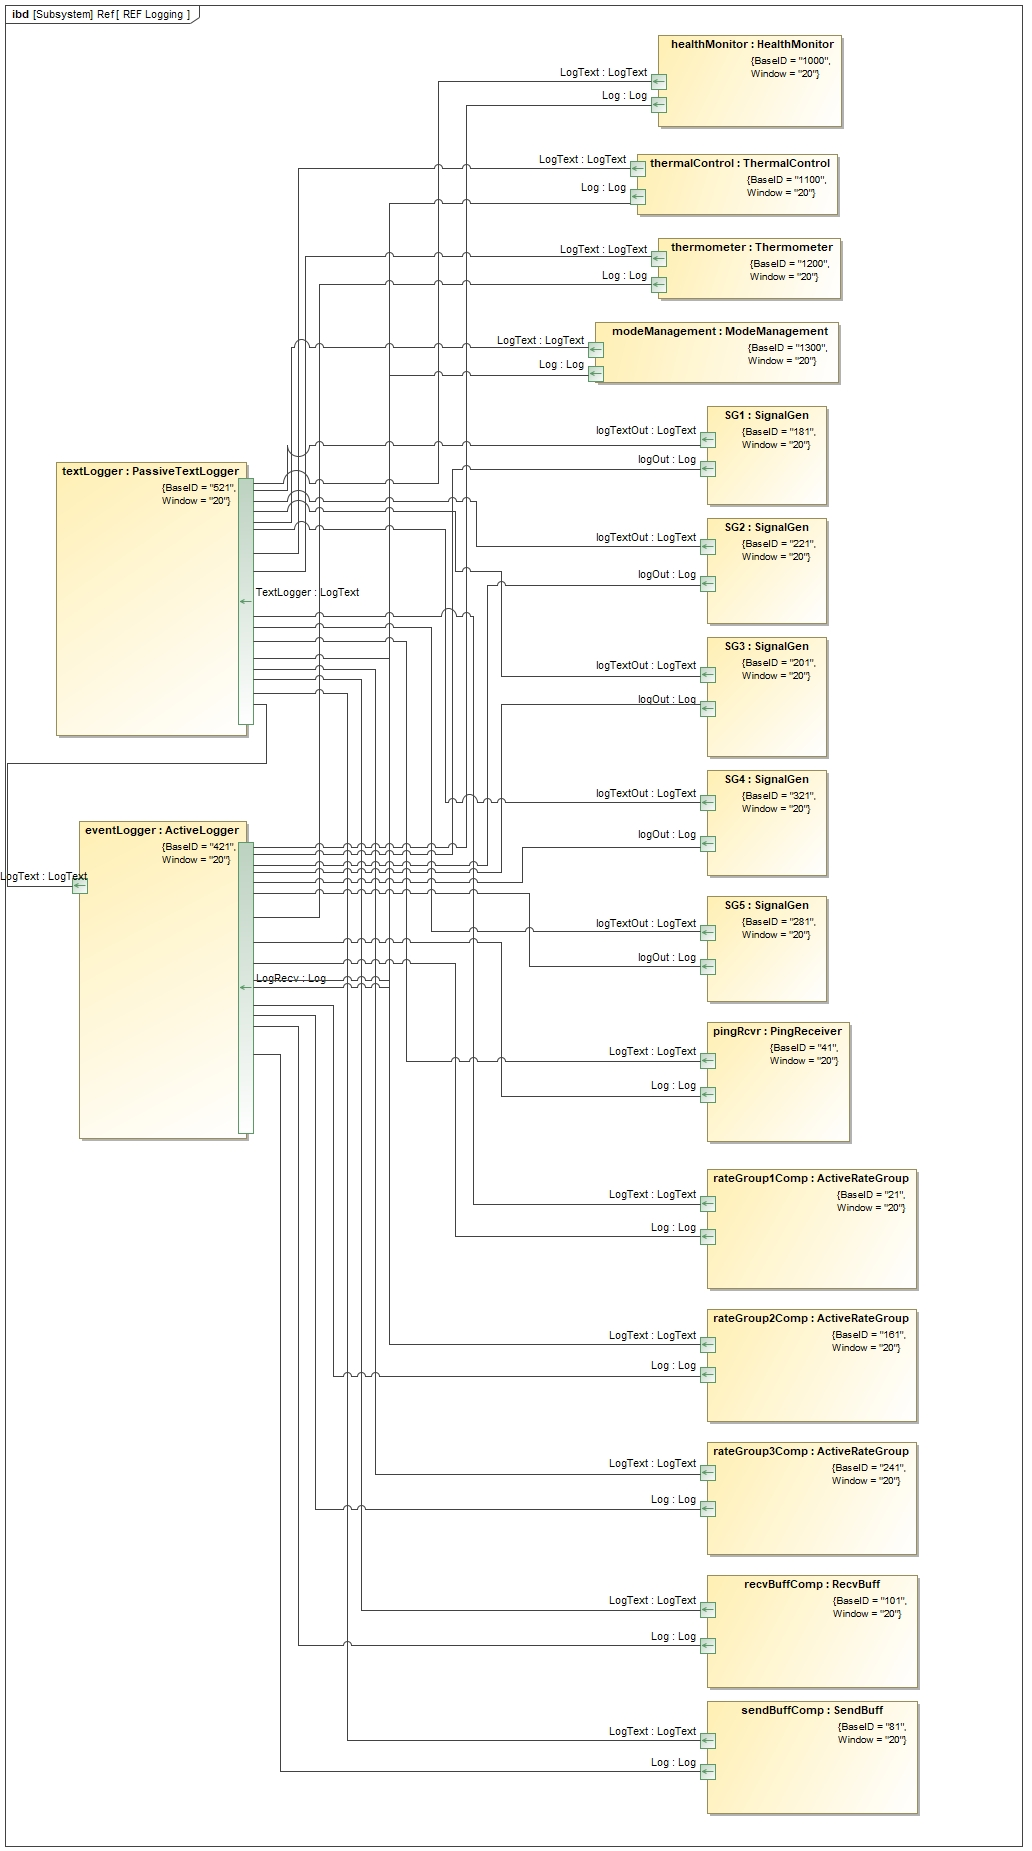 ibd [Subsystem] Ref [ REF Logging ]
healthMonitor : HealthMonitor
{BaseID = "1000",
Window = "20"}
LogText : LogText
Log : Log
thermalControl : ThermalControl
{BaseID = "1100",
Window = "20"}
LogText : LogText
Log : Log
thermometer : Thermometer
{BaseID = "1200",
Window = "20"}
LogText : LogText
Log : Log
modeManagement : ModeManagement
{BaseID = "1300",
Window = "20"}
LogText : LogText
Log : Log
SG1 : SignalGen
{BaseID = "181",
Window = "20"}
logTextOut : LogText
logOut : Log
textLogger : PassiveTextLogger
{BaseID = "521",
Window = "20"}
TextLogger : LogText
SG2 : SignalGen
{BaseID = "221",
Window = "20"}
logTextOut : LogText
logOut : Log
SG3 : SignalGen
{BaseID = "201",
Window = "20"}
logTextOut : LogText
logOut : Log
SG4 : SignalGen
{BaseID = "321",
Window = "20"}
logTextOut : LogText
logOut : Log
eventLogger : ActiveLogger
{BaseID = "421",
Window = "20"}
LogText : LogText
LogRecv : Log
SG5 : SignalGen
{BaseID = "281",
Window = "20"}
logTextOut : LogText
logOut : Log
pingRcvr : PingReceiver
{BaseID = "41",
Window = "20"}
LogText : LogText
Log : Log
rateGroup1Comp : ActiveRateGroup
{BaseID = "21",
Window = "20"}
LogText : LogText
Log : Log
rateGroup2Comp : ActiveRateGroup
{BaseID = "161",
Window = "20"}
LogText : LogText
Log : Log
rateGroup3Comp : ActiveRateGroup
{BaseID = "241",
Window = "20"}
LogText : LogText
Log : Log
recvBuffComp : RecvBuff
{BaseID = "101",
Window = "20"}
LogText : LogText
Log : Log
sendBuffComp : SendBuff
{BaseID = "81",
Window = "20"}
LogText : LogText
Log : Log